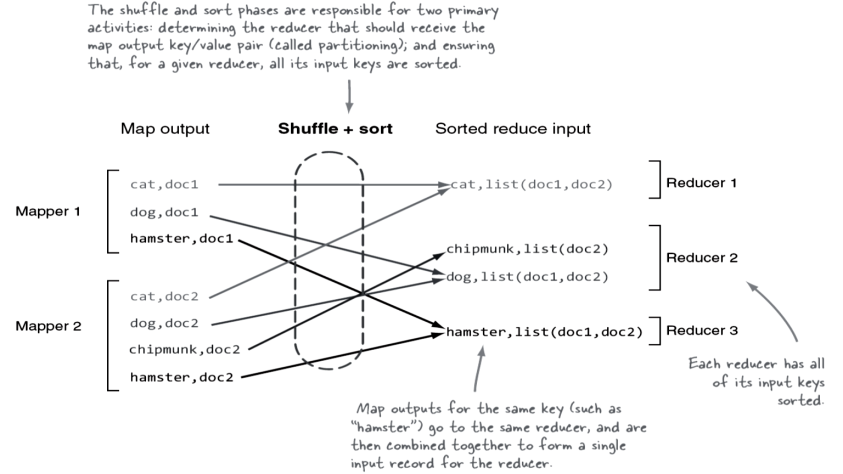 The shuffle and sort phases are responsible for two primary
activities: determining the reducer that should receive the
map output key/value pair (called partitioning); and ensuring
that, for a given reducer, all its input keys are sorted.
Map output
Shuffle + sort
Sorted reduce input
Mapper 1
cat,doc1
dog,doc1
hamster,doc1
Mapper 2
cat,doc2
dog,doc2
chipmunk,doc2
hamster,doc2
cat,list(doc1,doc2)
Reducer 1
chipmunk,list(doc2)
dog,list(doc1,doc2)
Reducer 2
hamster,list(doc1,doc2)
Reducer 3
Each reducer has all
of its input keys
sorted.
Map outputs for the same key (such as
"hamster") go to the same reducer, and are
then combined together to form a single
input record for the reducer.